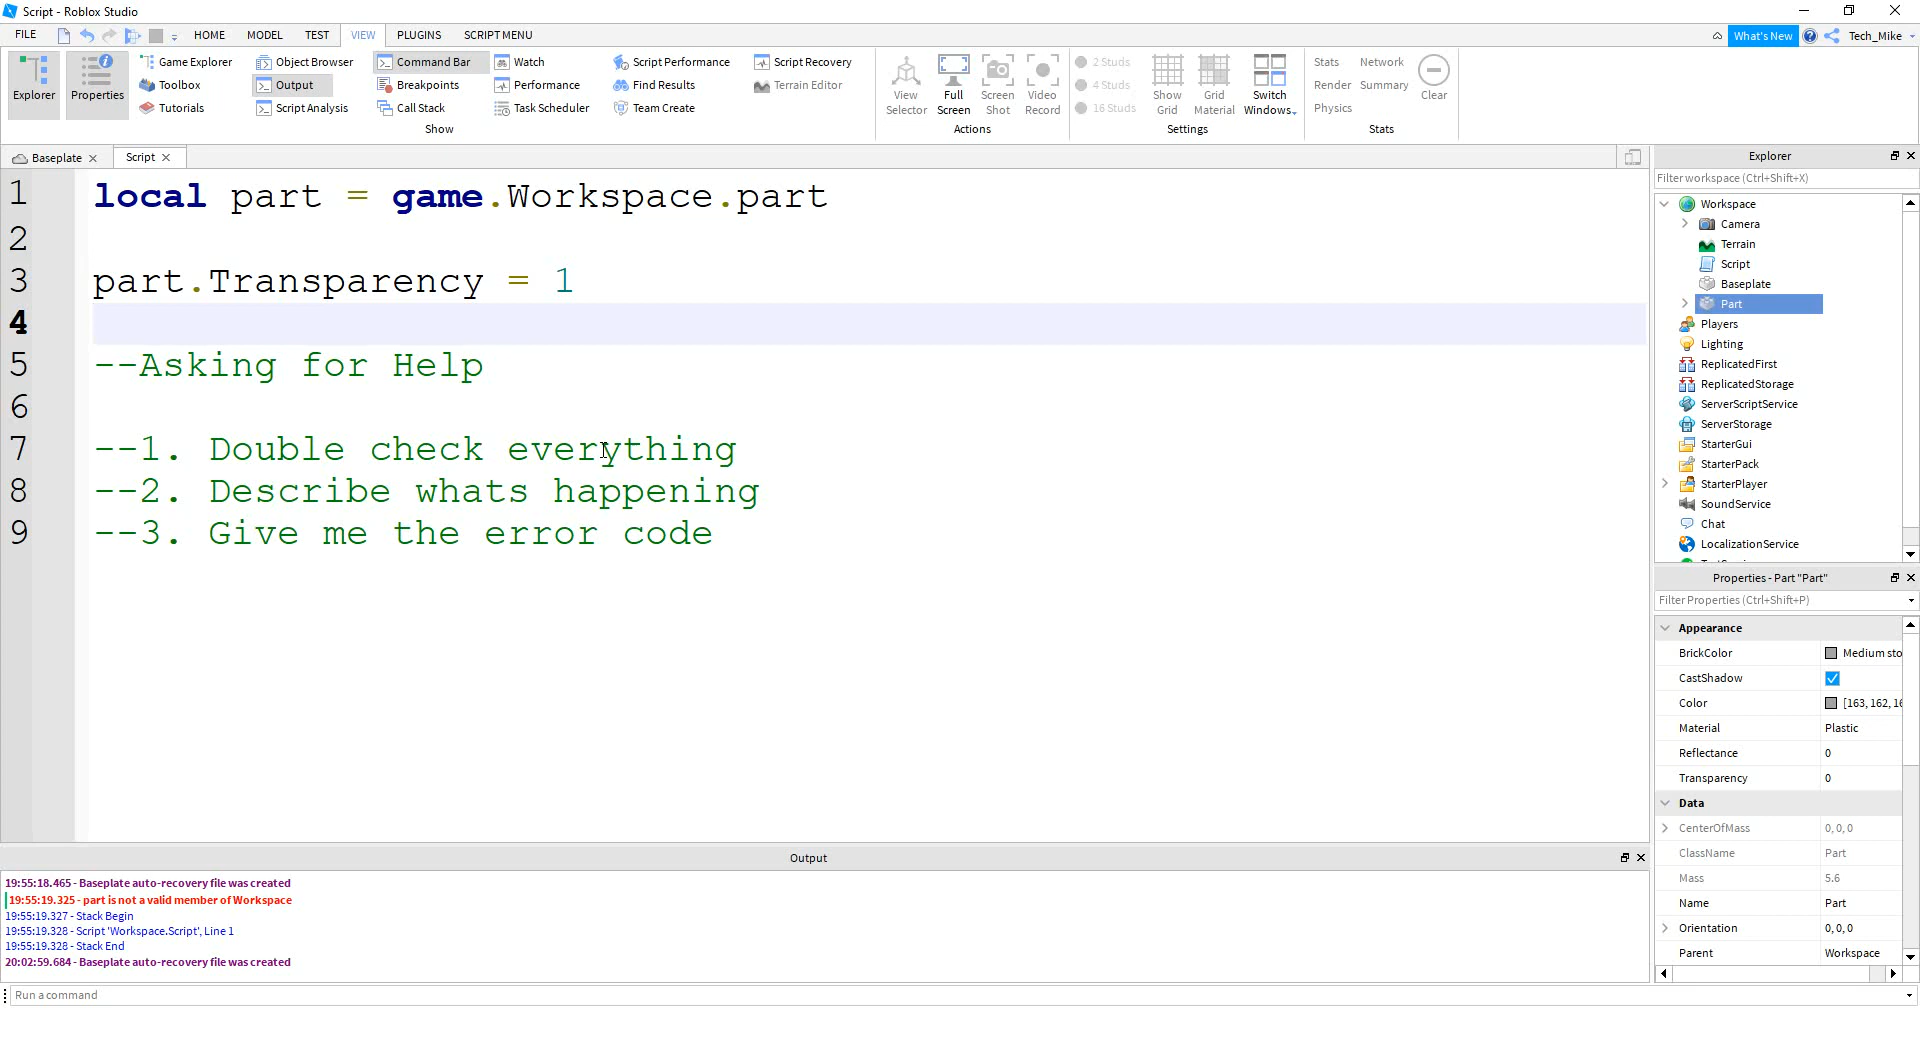 Script - Roblox Studio
FILE HOME MODEL TEST VIEW PLUGINS SCRIPT MENU What's New Tech_Mike
Explorer
Properties
Game Explorer
Toolbox
Tutorials
Object Browser
Output
Script Analysis
Command Bar
Breakpoints
Call Stack
Watch
Performance
Task Scheduler
Script Performance
Find Results
Team Create
Script Recovery
Terrain Editor
Show
View
Selector
Full
Screen
Screen
Shot
Video
Record
Actions
2 Studs
4 Studs
16 Studs
Show
Grid
Grid
Material
Switch
Windows
Settings
Stats
Render
Physics
Network
Summary
Clear
Stats
Baseplate
Script
1 local part = game.Workspace.part
2
3 part.Transparency = 1
4
5 --Asking for Help
6
7 --1. Double check everything
8 --2. Describe whats happening
9 --3. Give me the error code
Explorer
Filter workspace (Ctrl+Shift+X)
Workspace
Camera
Terrain
Script
Baseplate
Part
Players
Lighting
ReplicatedFirst
ReplicatedStorage
ServerScriptService
ServerStorage
StarterGui
StarterPack
StarterPlayer
SoundService
Chat
LocalizationService
Properties - Part "Part"
Filter Properties (Ctrl+Shift+P)
Appearance
BrickColor Medium sto
CastShadow
Color [163, 162, 16
Material Plastic
Reflectance 0
Transparency 0
Data
CenterOfMass 0, 0, 0
ClassName Part
Mass 5.6
Name Part
Orientation 0, 0, 0
Parent Workspace
Output
19:55:18.465 - Baseplate auto-recovery file was created
19:55:19.325 - part is not a valid member of Workspace
19:55:19.327 - Stack Begin
19:55:19.328 - Script 'Workspace.Script', Line 1
19:55:19.328 - Stack End
20:02:59.684 - Baseplate auto-recovery file was created
Run a command